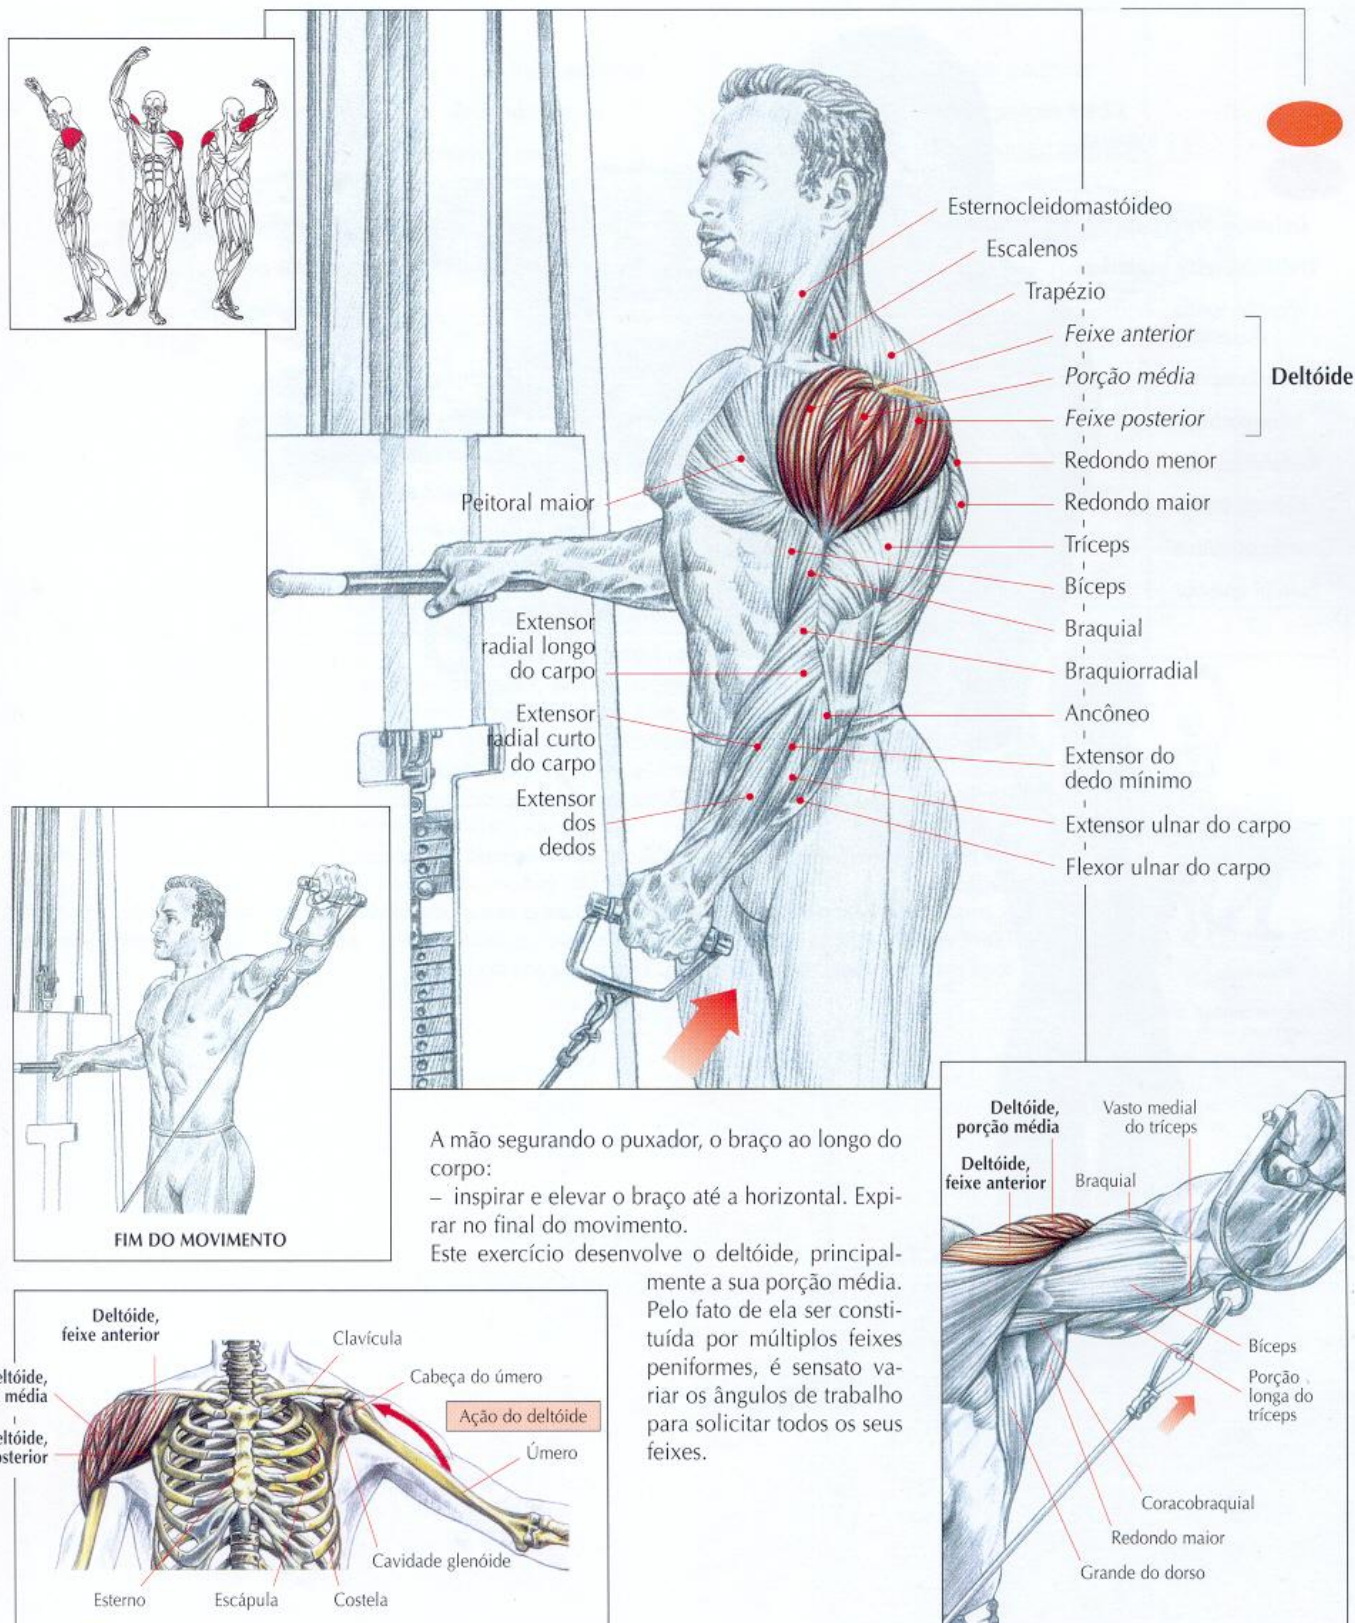 Esternocleidomastóideo
Escalenos
Trapézio
Feixe anterior
Porção média
Deltóide
Feixe posterior
Redondo menor
Redondo maior
Tríceps
Bíceps
Braquial
Braquiorradial
Ancôneo
Extensor do
dedo mínimo
Extensor ulnar do carpo
Flexor ulnar do carpo
Peitoral maior
Extensor
radial longo
do carpo
Extensor
radial curto
do carpo
Extensor
dos
dedos
FIM DO MOVIMENTO
A mão segurando o puxador, o braço ao longo do
corpo:
– inspirar e elevar o braço até a horizontal. Expi-
rar no final do movimento.
Este exercício desenvolve o deltóide, principal-
mente a sua porção média.
Pelo fato de ela ser consti-
tuída por múltiplos feixes
peniformes, é sensato va-
riar os ângulos de trabalho
para solicitar todos os seus
feixes.
Deltóide,
feixe anterior
Clavícula
Cabeça do úmero
Ação do deltóide
Úmero
média
Cavidade glenóide
Esterno
Escápula
Costela
Deltóide,
porção média
Vasto medial
do tríceps
Deltóide,
feixe anterior
Braquial
Bíceps
Porção
longa do
tríceps
Coracobraquial
Redondo maior
Grande do dorso